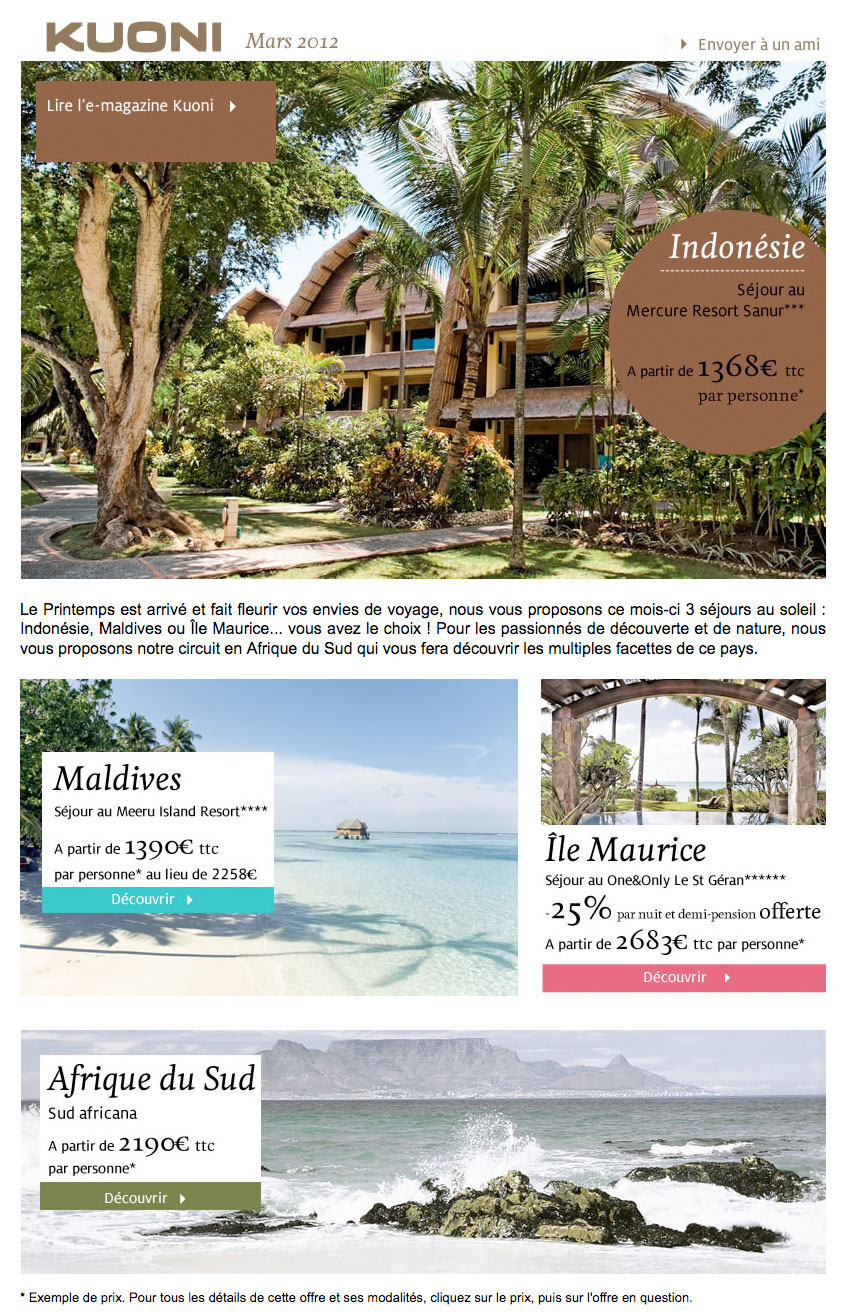 KUONI Mars 2012
Envoyer à un ami
Lire l'e-magazine Kuoni
Indonésie
Séjour au
Mercure Resort Sanur***
A partir de 1368€ ttc
par personne*
Le Printemps est arrivé et fait fleurir vos envies de voyage, nous vous proposons ce mois-ci 3 séjours au soleil :
Indonésie, Maldives ou Île Maurice... vous avez le choix ! Pour les passionnés de découverte et de nature, nous
vous proposons notre circuit en Afrique du Sud qui vous fera découvrir les multiples facettes de ce pays.
Maldives
Séjour au Meeru Island Resort****
A partir de 1390€ ttc
par personne* au lieu de 2258€
Découvrir
Île Maurice
Séjour au One&Only Le St Géran******
-25% par nuit et demi-pension offerte
A partir de 2683€ ttc par personne*
Découvrir
Afrique du Sud
Sud africana
A partir de 2190€ ttc
par personne*
Découvrir
* Exemple de prix. Pour tous les détails de cette offre et ses modalités, cliquez sur le prix, puis sur l'offre en question.